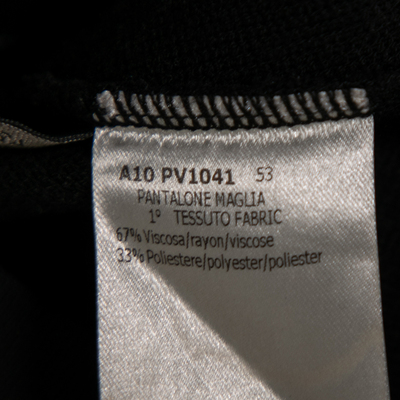 A10 PV1041 53
PANTALONE MAGLIA
1° TESSUTO FABRIC
67% Viscosa/rayon/viscose
33% Poliestere/polyester/poliester